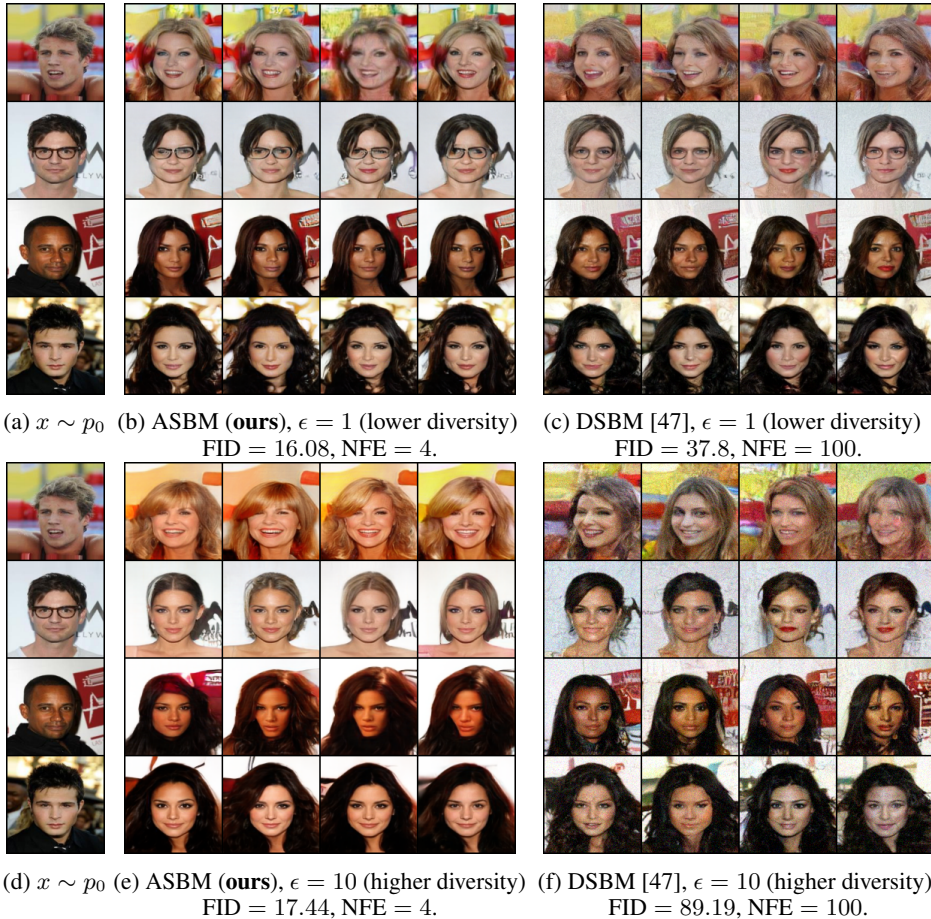 (a) x ∼ p₀ (b) ASBM (ours), ϵ = 1 (lower diversity) (c) DSBM [47], ϵ = 1 (lower diversity)
FID = 16.08, NFE = 4. FID = 37.8, NFE = 100.
(d) x ∼ p₀ (e) ASBM (ours), ϵ = 10 (higher diversity) (f) DSBM [47], ϵ = 10 (higher diversity)
FID = 17.44, NFE = 4. FID = 89.19, NFE = 100.